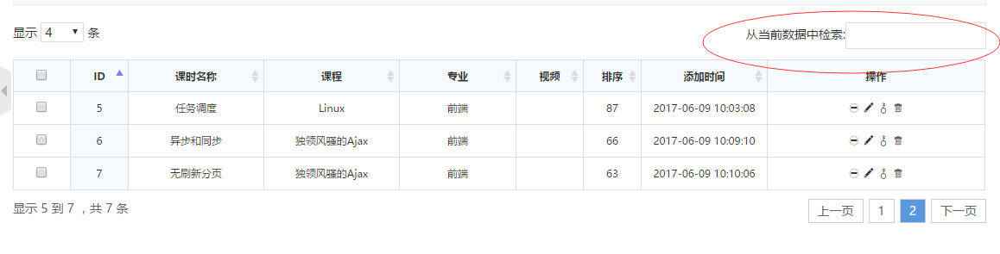 显示 4 条
从当前数据中检索:
ID 课时名称 课程 专业 视频 排序 添加时间 操作
5 任务调度 Linux 前端 87 2017-06-09 10:03:08
6 异步和同步 独领风骚的Ajax 前端 66 2017-06-09 10:09:10
7 无刷新分页 独领风骚的Ajax 前端 63 2017-06-09 10:10:06
显示 5 到 7 ，共 7 条
上一页 1 2 下一页